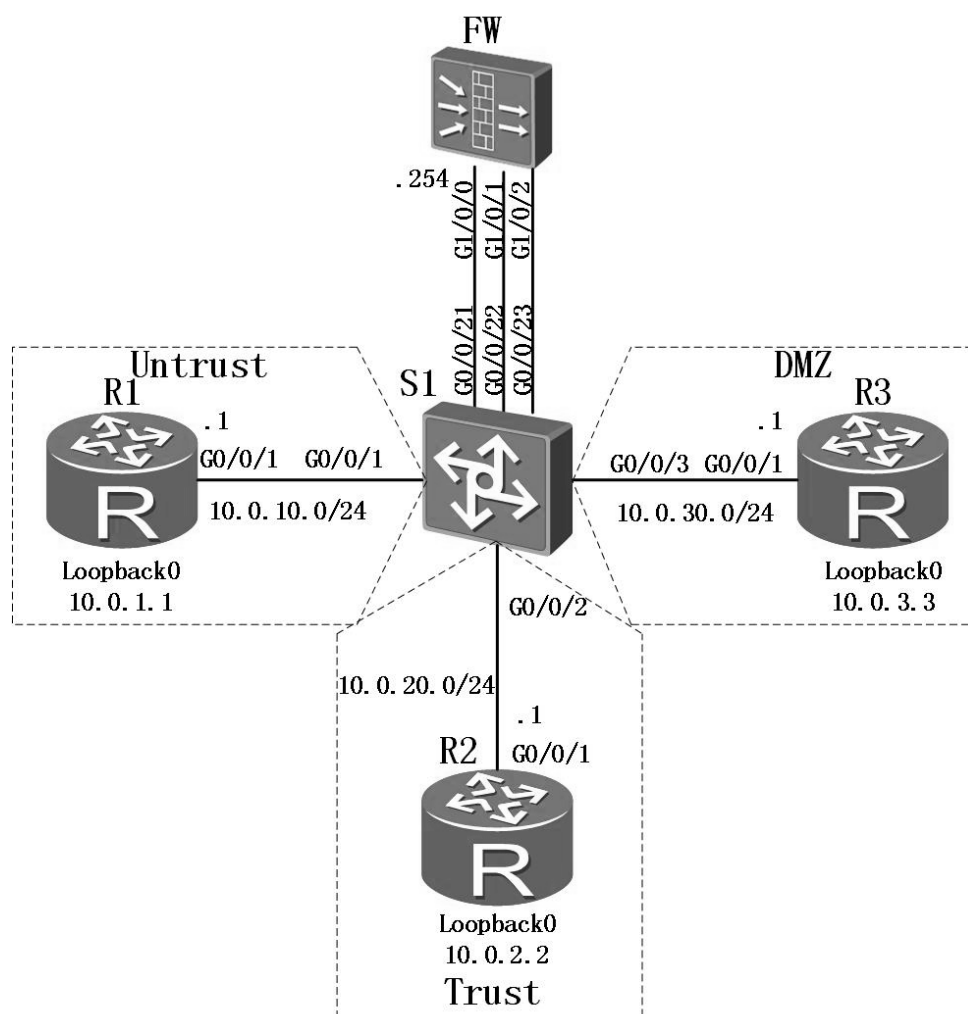 FW
.254
G1/0/0
G1/0/1
G1/0/2
G0/0/21
G0/0/22
G0/0/23
Untrust
S1
DMZ
R1
.1
G0/0/1
G0/0/1
10.0.10.0/24
R
Loopback0
10.0.1.1
R3
.1
G0/0/3
G0/0/1
10.0.30.0/24
R
Loopback0
10.0.3.3
G0/0/2
10.0.20.0/24
.1
R2
G0/0/1
R
Loopback0
10.0.2.2
Trust